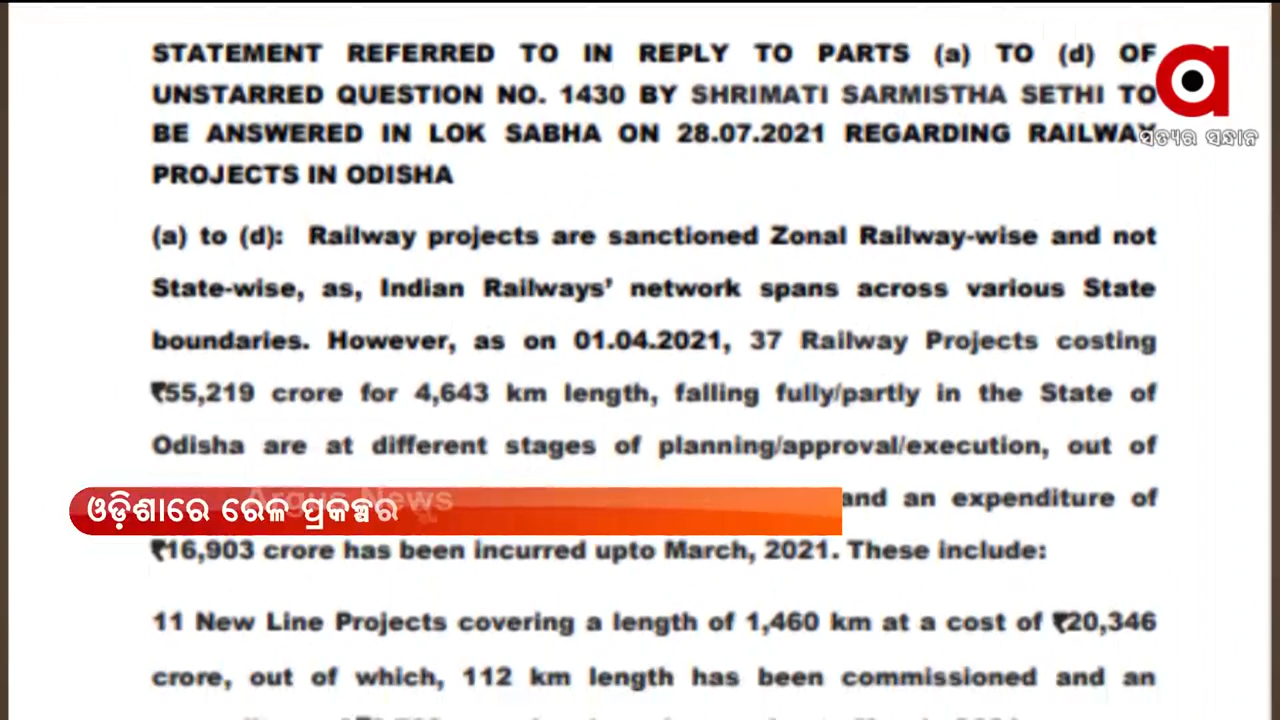 STATEMENT REFERRED TO IN REPLY TO PARTS (a) TO (d) OF
UNSTARRED QUESTION NO. 1430 BY SHRIMATI SARMISTHA SETHI TO
BE ANSWERED IN LOK SABHA ON 28.07.2021 REGARDING RAILWAY
PROJECTS IN ODISHA
ସତ୍ୟର ସନ୍ଧାନ
(a) to (d): Railway projects are sanctioned Zonal Railway-wise and not
State-wise, as, Indian Railways’ network spans across various State
boundaries. However, as on 01.04.2021, 37 Railway Projects costing
₹55,219 crore for 4,643 km length, falling fully/partly in the State of
Odisha are at different stages of planning/approval/execution, out of
and an expenditure of
Argus News
ଓଡ଼ିଶାରେ ରେଳ ପ୍ରକଳ୍ପର
₹16,903 crore has been incurred upto March, 2021. These include:
11 New Line Projects covering a length of 1,460 km at a cost of ₹20,346
crore, out of which, 112 km length has been commissioned and an